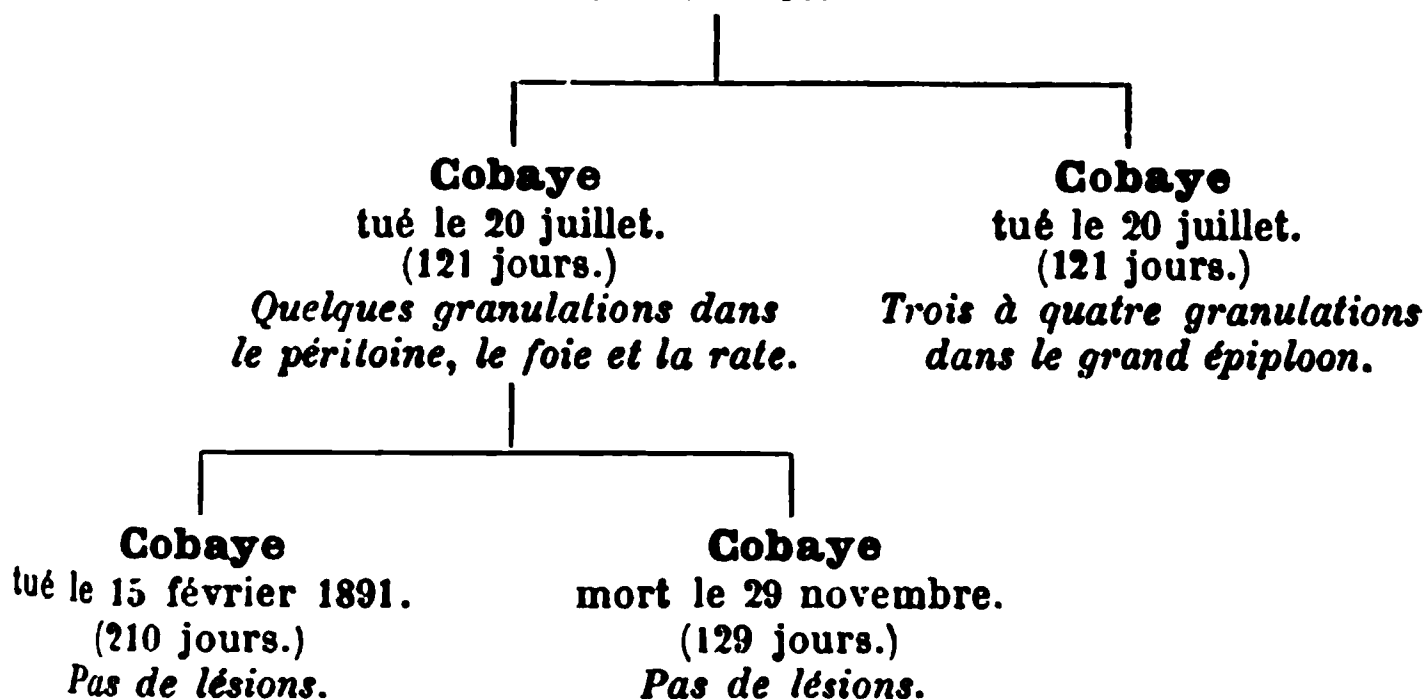 Cobaye
tué le 20 juillet.
(121 jours.)
Quelques granulations dans
le péritoine, le foie et la rate.
Cobaye
tué le 20 juillet.
(121 jours.)
Trois à quatre granulations
dans le grand épiploon.
Cobaye
tué le 15 février 1891.
(210 jours.)
Pas de lésions.
Cobaye
mort le 29 novembre.
(129 jours.)
Pas de lésions.